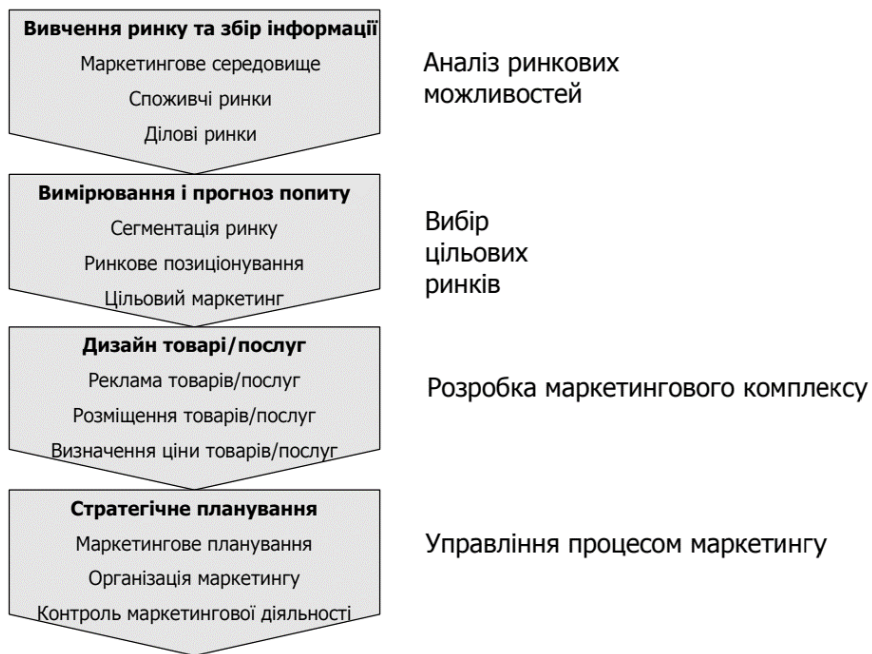 Вивчення ринку та збір інформації
Маркетингове середовище
Споживчі ринки
Ділові ринки
Аналіз ринкових
можливостей
Вимірювання і прогноз попиту
Сегментація ринку
Ринкове позиціонування
Цільовий маркетинг
Вибір
цільових
ринків
Дизайн товарі/послуг
Реклама товарів/послуг
Розміщення товарів/послуг
Визначення ціни товарів/послуг
Розробка маркетингового комплексу
Стратегічне планування
Маркетингове планування
Організація маркетингу
Контроль маркетингової діяльності
Управління процесом маркетингу